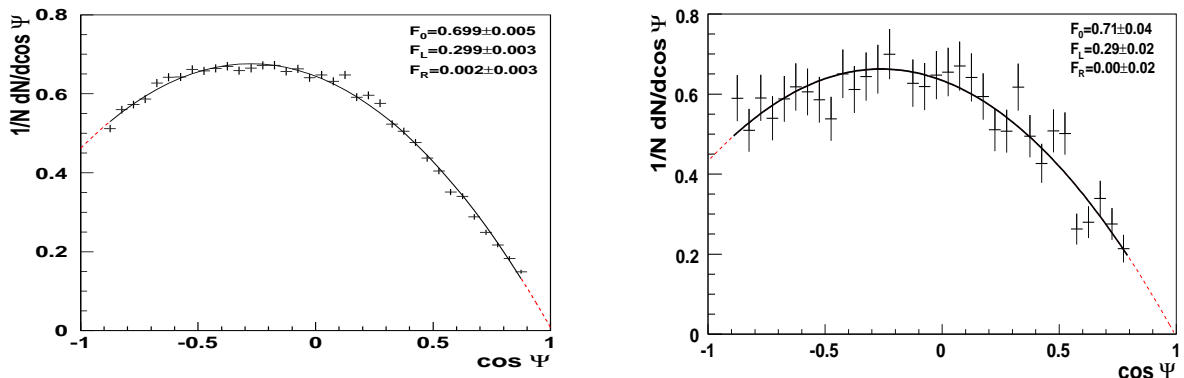 1/N dN/dcos Ψ
0.8
0.6
0.4
0.2
0
F0=0.699±0.005
FL=0.299±0.003
FR=0.002±0.003
-1
-0.5
0
0.5
1
cos Ψ
1/N dN/dcos Ψ
0.8
0.6
0.4
0.2
0
F0=0.71±0.04
FL=0.29±0.02
FR=0.00±0.02
-1
-0.5
0
0.5
1
cos Ψ